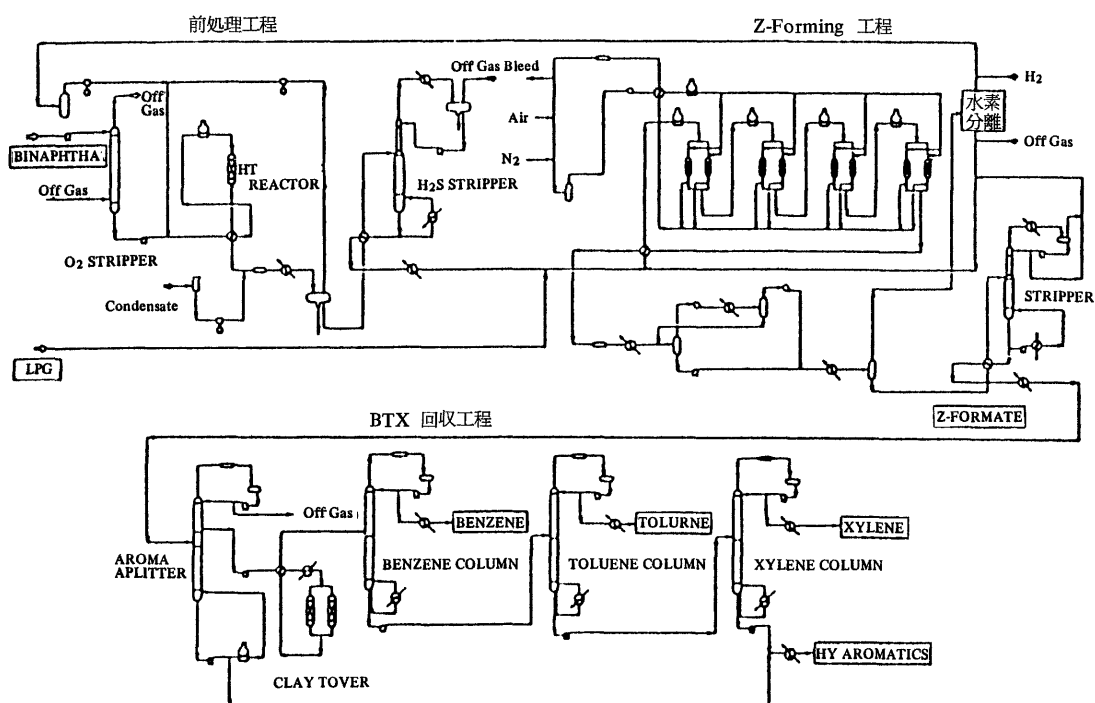 前処理工程
Z-Forming 工程
Off
Gas
BINAPHTHA
Off Gas
O₂ STRIPPER
HT
REACTOR
Condensate
LPG
Off Gas Bleed
Air
N₂
H₂S STRIPPER
H₂
水素
分離
Off Gas
STRIPPER
Z-FORMATE
BTX 回収工程
Off Gas
AROMA
APLITTER
CLAY TOVER
BENZENE
BENZENE COLUMN
TOLURNE
TOLUENE COLUMN
XYLENE
XYLENE COLUMN
HY AROMATICS